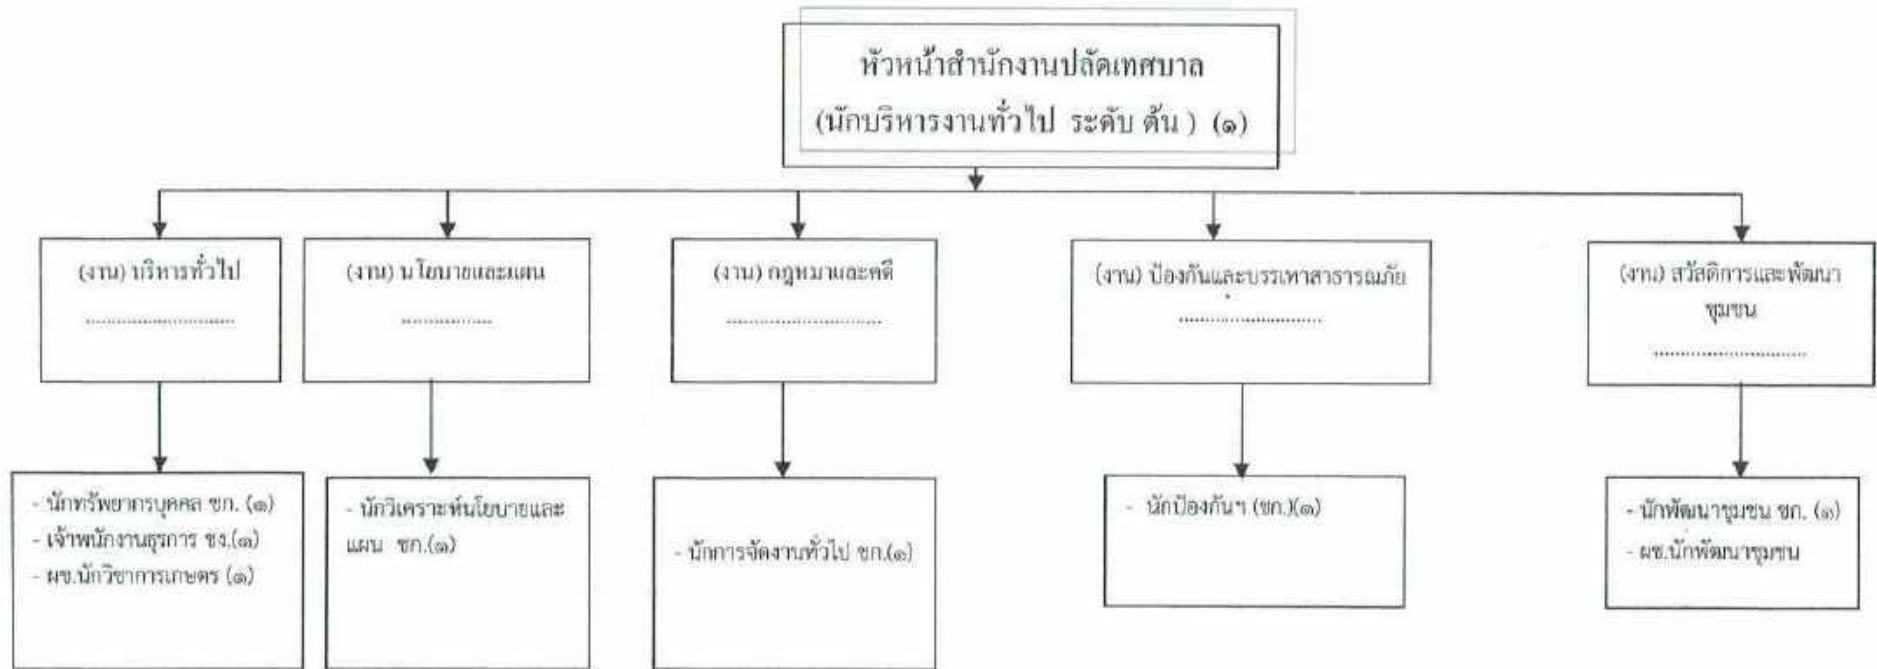 หัวหน้าสำนักงานปลัดเทศบาล
(นักบริหารงานทั่วไป ระดับ ต้น ) (๑)
(งาน) บริหารทั่วไป
............................
(งาน) นโยบายและแผน
.................
(งาน) กฎหมาและคดี
.............................
(งาน) ป้องกันและบรรเทาสาธารณภัย
...........................
(งาน) สวัสดิการและพัฒนา
ชุมชน
.............................
- นักทรัพยากรบุคคล ชก. (๑)
- เจ้าพนักงานธุรการ ชง.(๑)
- ผช.นักวิชาการเกษตร (๑)
- นักวิเคราะห์นโยบายและ
แผน ชก.(๑)
- นักการจัดงานทั่วไป ชก.(๑)
- นักป้องกันฯ (ชก.)(๑)
- นักพัฒนาชุมชน ชก. (๑)
- ผช.นักพัฒนาชุมชน